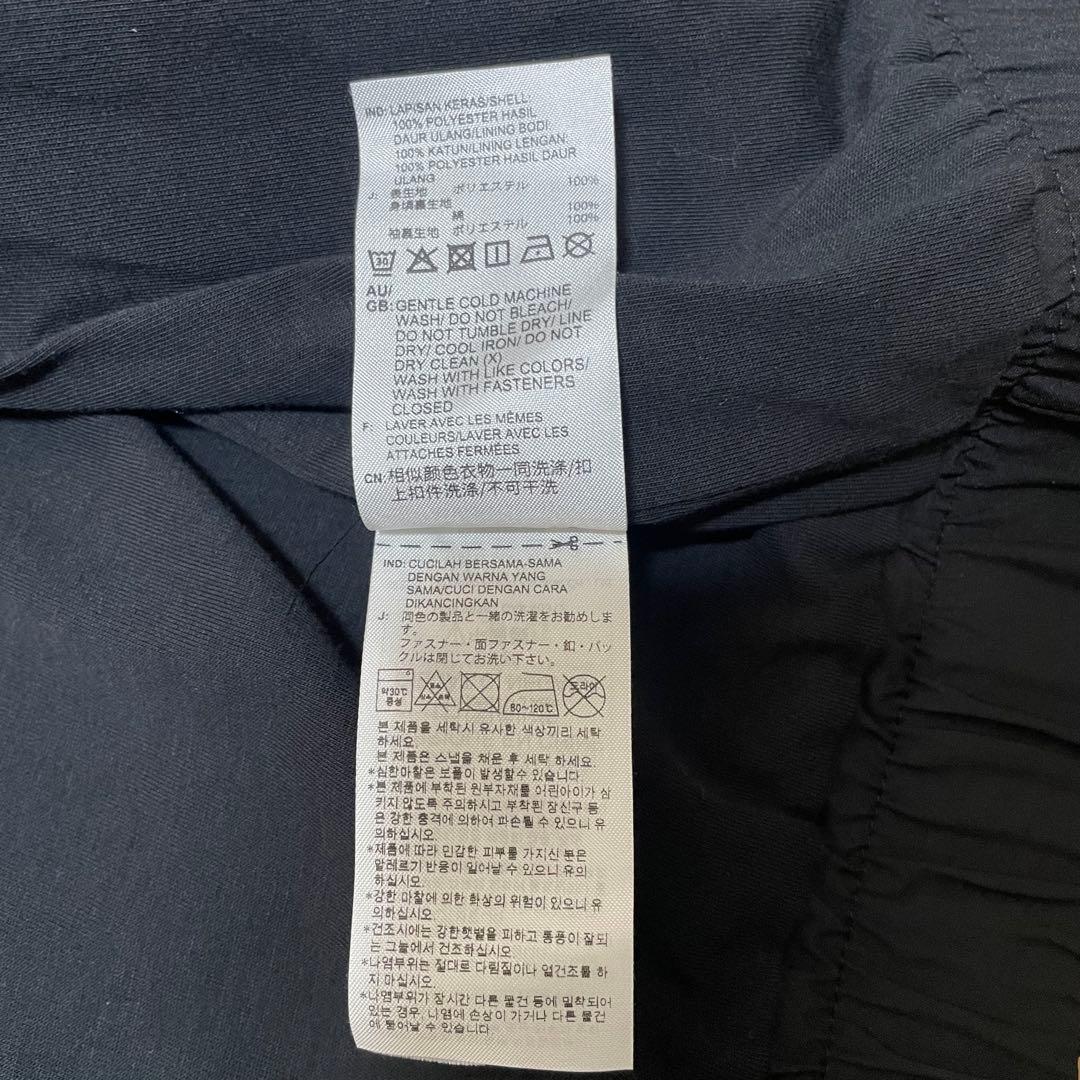 IND: LAPISAN KERAS/SHELL:
100% POLYESTER HASIL
DAUR ULANG/LINING BODI:
100% KATUN/LINING LENGAN:
100% POLYESTER HASIL DAUR
ULANG
J: 表生地 ポリエステル 100%
身頃裏生地
綿 100%
袖裏生地 ポリエステル 100%
30
AU/
GB: GENTLE COLD MACHINE
WASH/ DO NOT BLEACH/
DO NOT TUMBLE DRY/ LINE
DRY/ COOL IRON/ DO NOT
DRY CLEAN (X)
WASH WITH LIKE COLORS/
WASH WITH FASTENERS
CLOSED
F: LAVER AVEC LES MÊMES
COULEURS/LAVER AVEC LES
ATTACHES FERMÉES
CN: 相似颜色衣物一同洗涤/扣
上扣件洗涤/不可干洗
IND: CUCILAH BERSAMA-SAMA
DENGAN WARNA YANG
SAMA/CUCI DENGAN CARA
DIKANCINGKAN
J: 同色の製品と一緒の洗濯をお勧めしま
す。
ファスナー・面ファスナー・釦・バッ
クルは閉じてお洗い下さい。
약30℃
중성
80~120℃
드라이
본 제품을 세탁시 유사한 색상끼리 세탁
하세요.
본 제품은 스냅을 채운 후 세탁 하세요.
*심한마찰은 보풀이 발생할수 있습니다
*본 제품에 부착된 원부자재를 어린아이가 삼
키지 않도록 주의하시고 부착된 장신구 등
은 강한 충격에 의하여 파손될 수 있으니 유
의하십시오.
*제품에 따라 민감한 피부를 가지신 분은
알레르기 반응이 일어날 수 있으니 유의
하십시오.
*강한 마찰에 의한 화상의 위험이 있으니 유
의하십시오.
*건조시에는 강한햇볕을 피하고 통풍이 잘되
는 그늘에서 건조하십시오
*나염부위는 절대로 다림질이나 열건조를 하
지 마십시오.
*나염부위가 장시간 다른 물건 등에 밀착되어
있는 경우, 나염에 손상이 가거나 다른 물건
에 묻어날 수 있습니다.